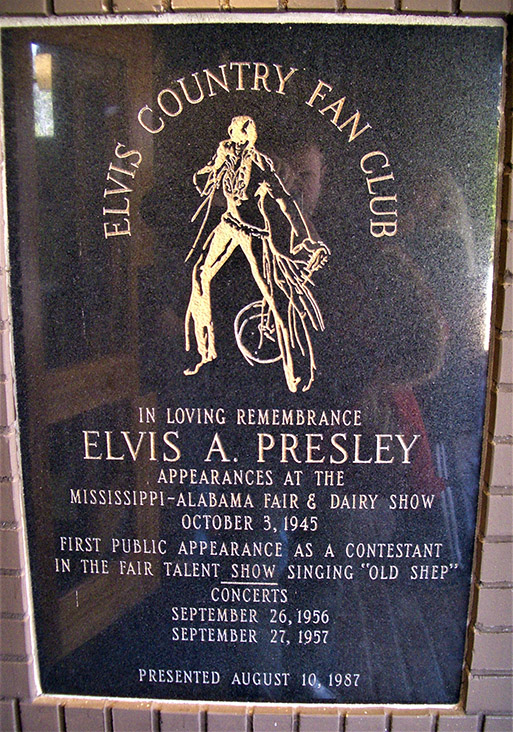 ELVIS COUNTRY FAN CLUB
IN LOVING REMEMBRANCE
ELVIS A. PRESLEY
APPEARANCES AT THE
MISSISSIPPI-ALABAMA FAIR & DAIRY SHOW
OCTOBER 3, 1945
FIRST PUBLIC APPEARANCE AS A CONTESTANT
IN THE FAIR TALENT SHOW SINGING "OLD SHEP"
CONCERTS
SEPTEMBER 26, 1956
SEPTEMBER 27, 1957
PRESENTED AUGUST 10, 1987